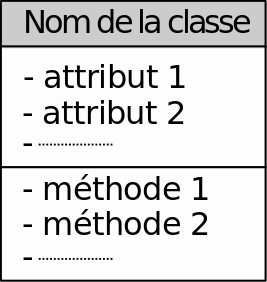 Nom de la classe
- attribut 1
- attribut 2
- .....................
- méthode 1
- méthode 2
- .....................